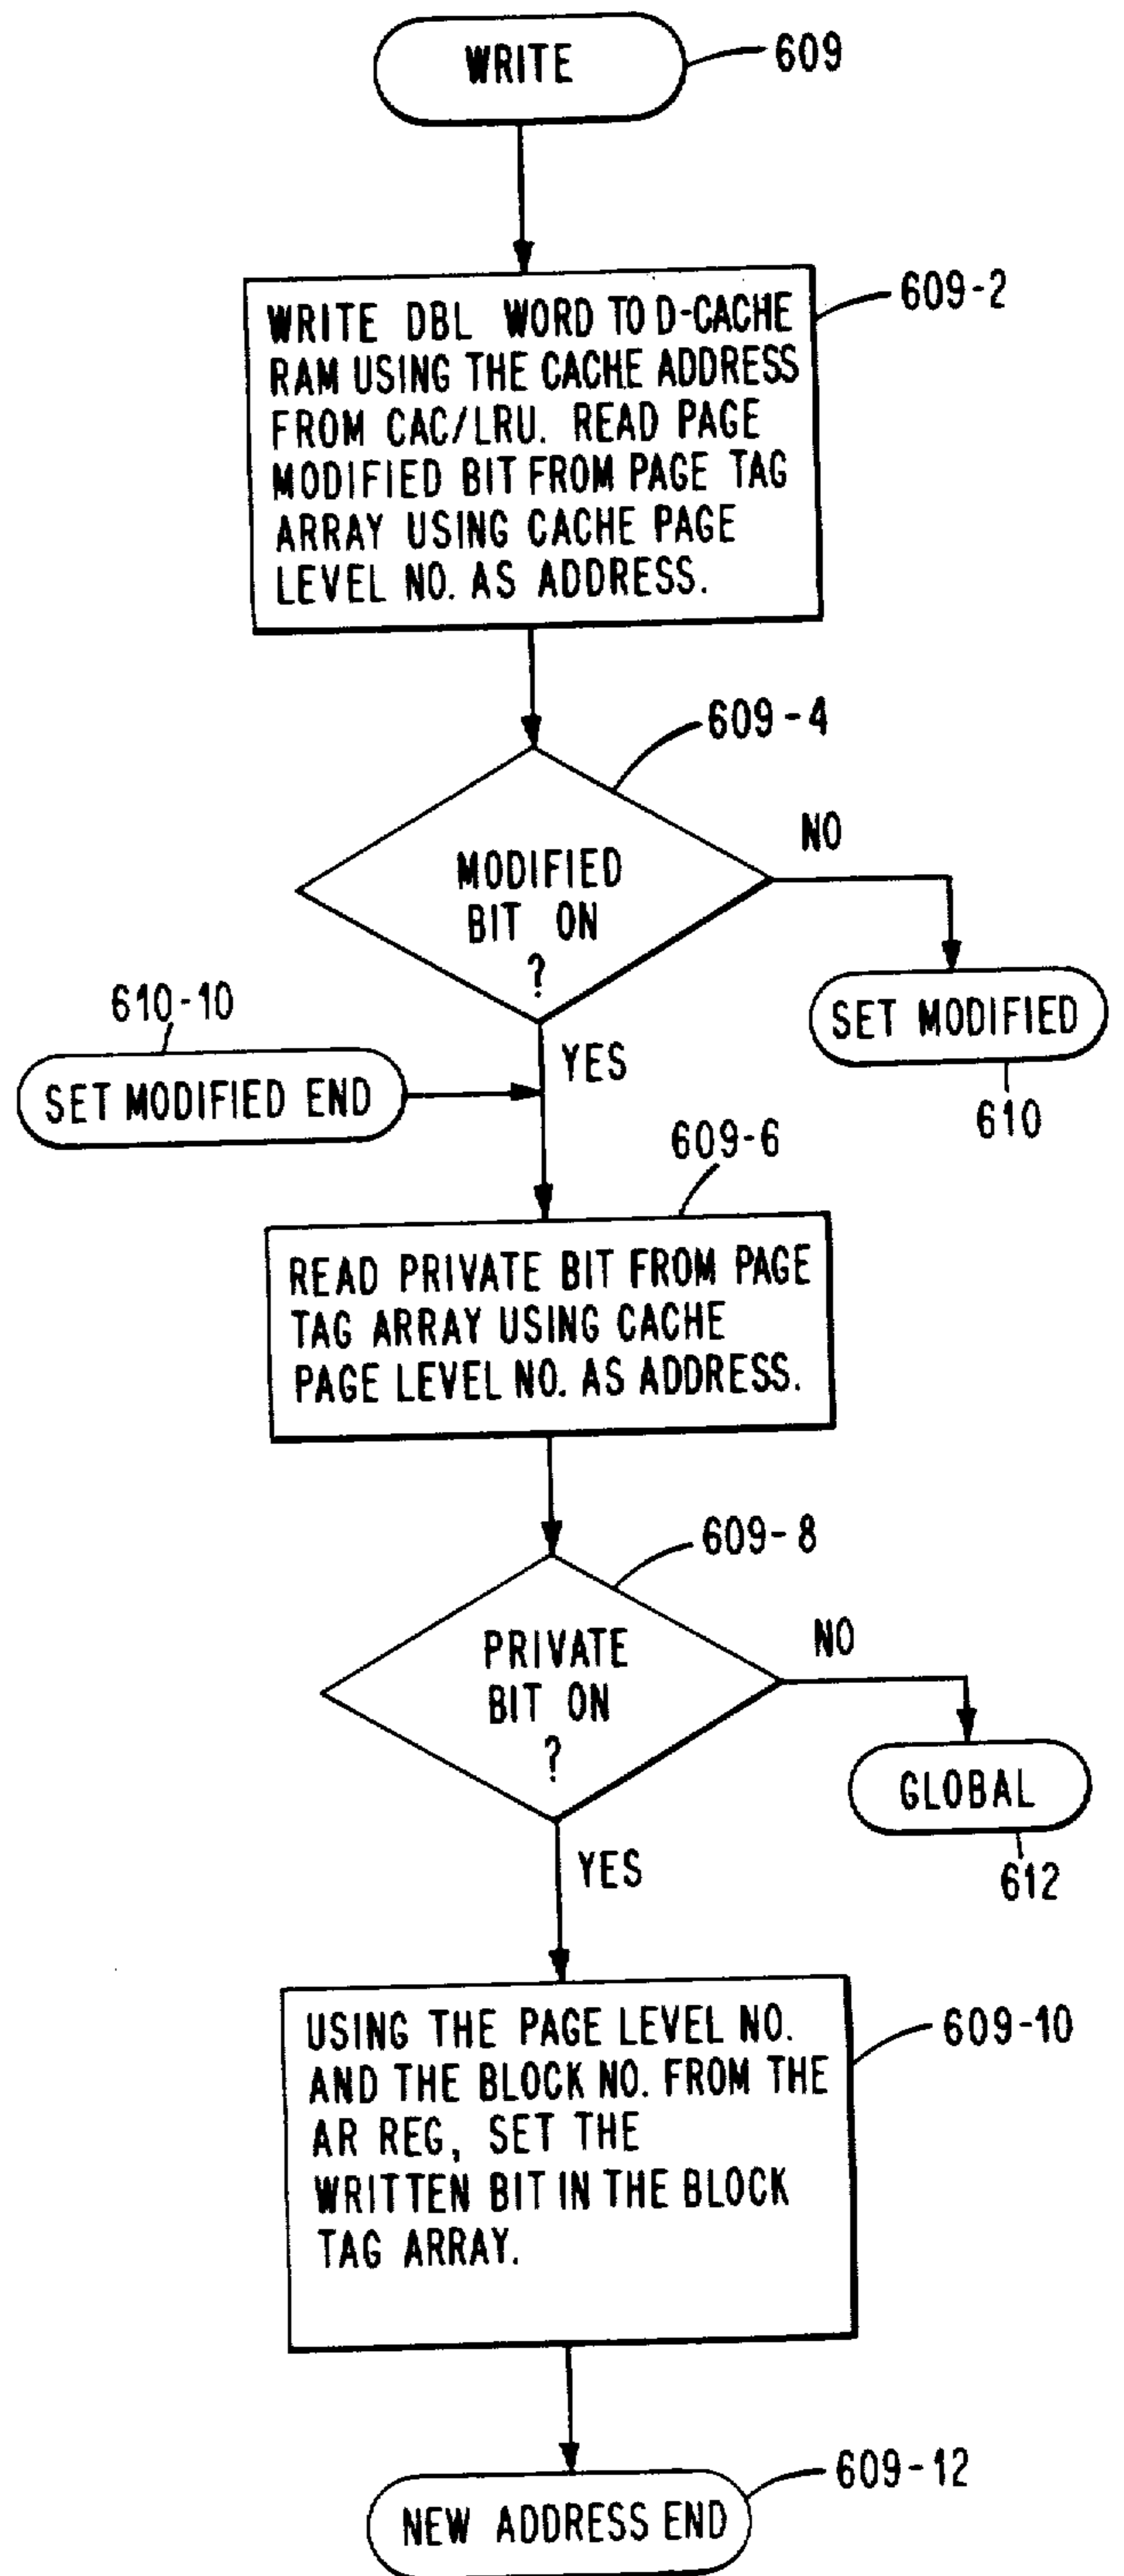 WRITE
609
609-2
WRITE DBL WORD TO D-CACHE
RAM USING THE CACHE ADDRESS
FROM CAC/LRU. READ PAGE
MODIFIED BIT FROM PAGE TAG
ARRAY USING CACHE PAGE
LEVEL NO. AS ADDRESS.
609-4
NO
MODIFIED
BIT ON
?
610-10
SET MODIFIED
YES
SET MODIFIED END
610
609-6
READ PRIVATE BIT FROM PAGE
TAG ARRAY USING CACHE
PAGE LEVEL NO. AS ADDRESS.
609-8
NO
PRIVATE
BIT ON
?
GLOBAL
YES
612
USING THE PAGE LEVEL NO.
AND THE BLOCK NO. FROM THE
AR REG, SET THE
WRITTEN BIT IN THE BLOCK
TAG ARRAY.
609-10
609-12
NEW ADDRESS END